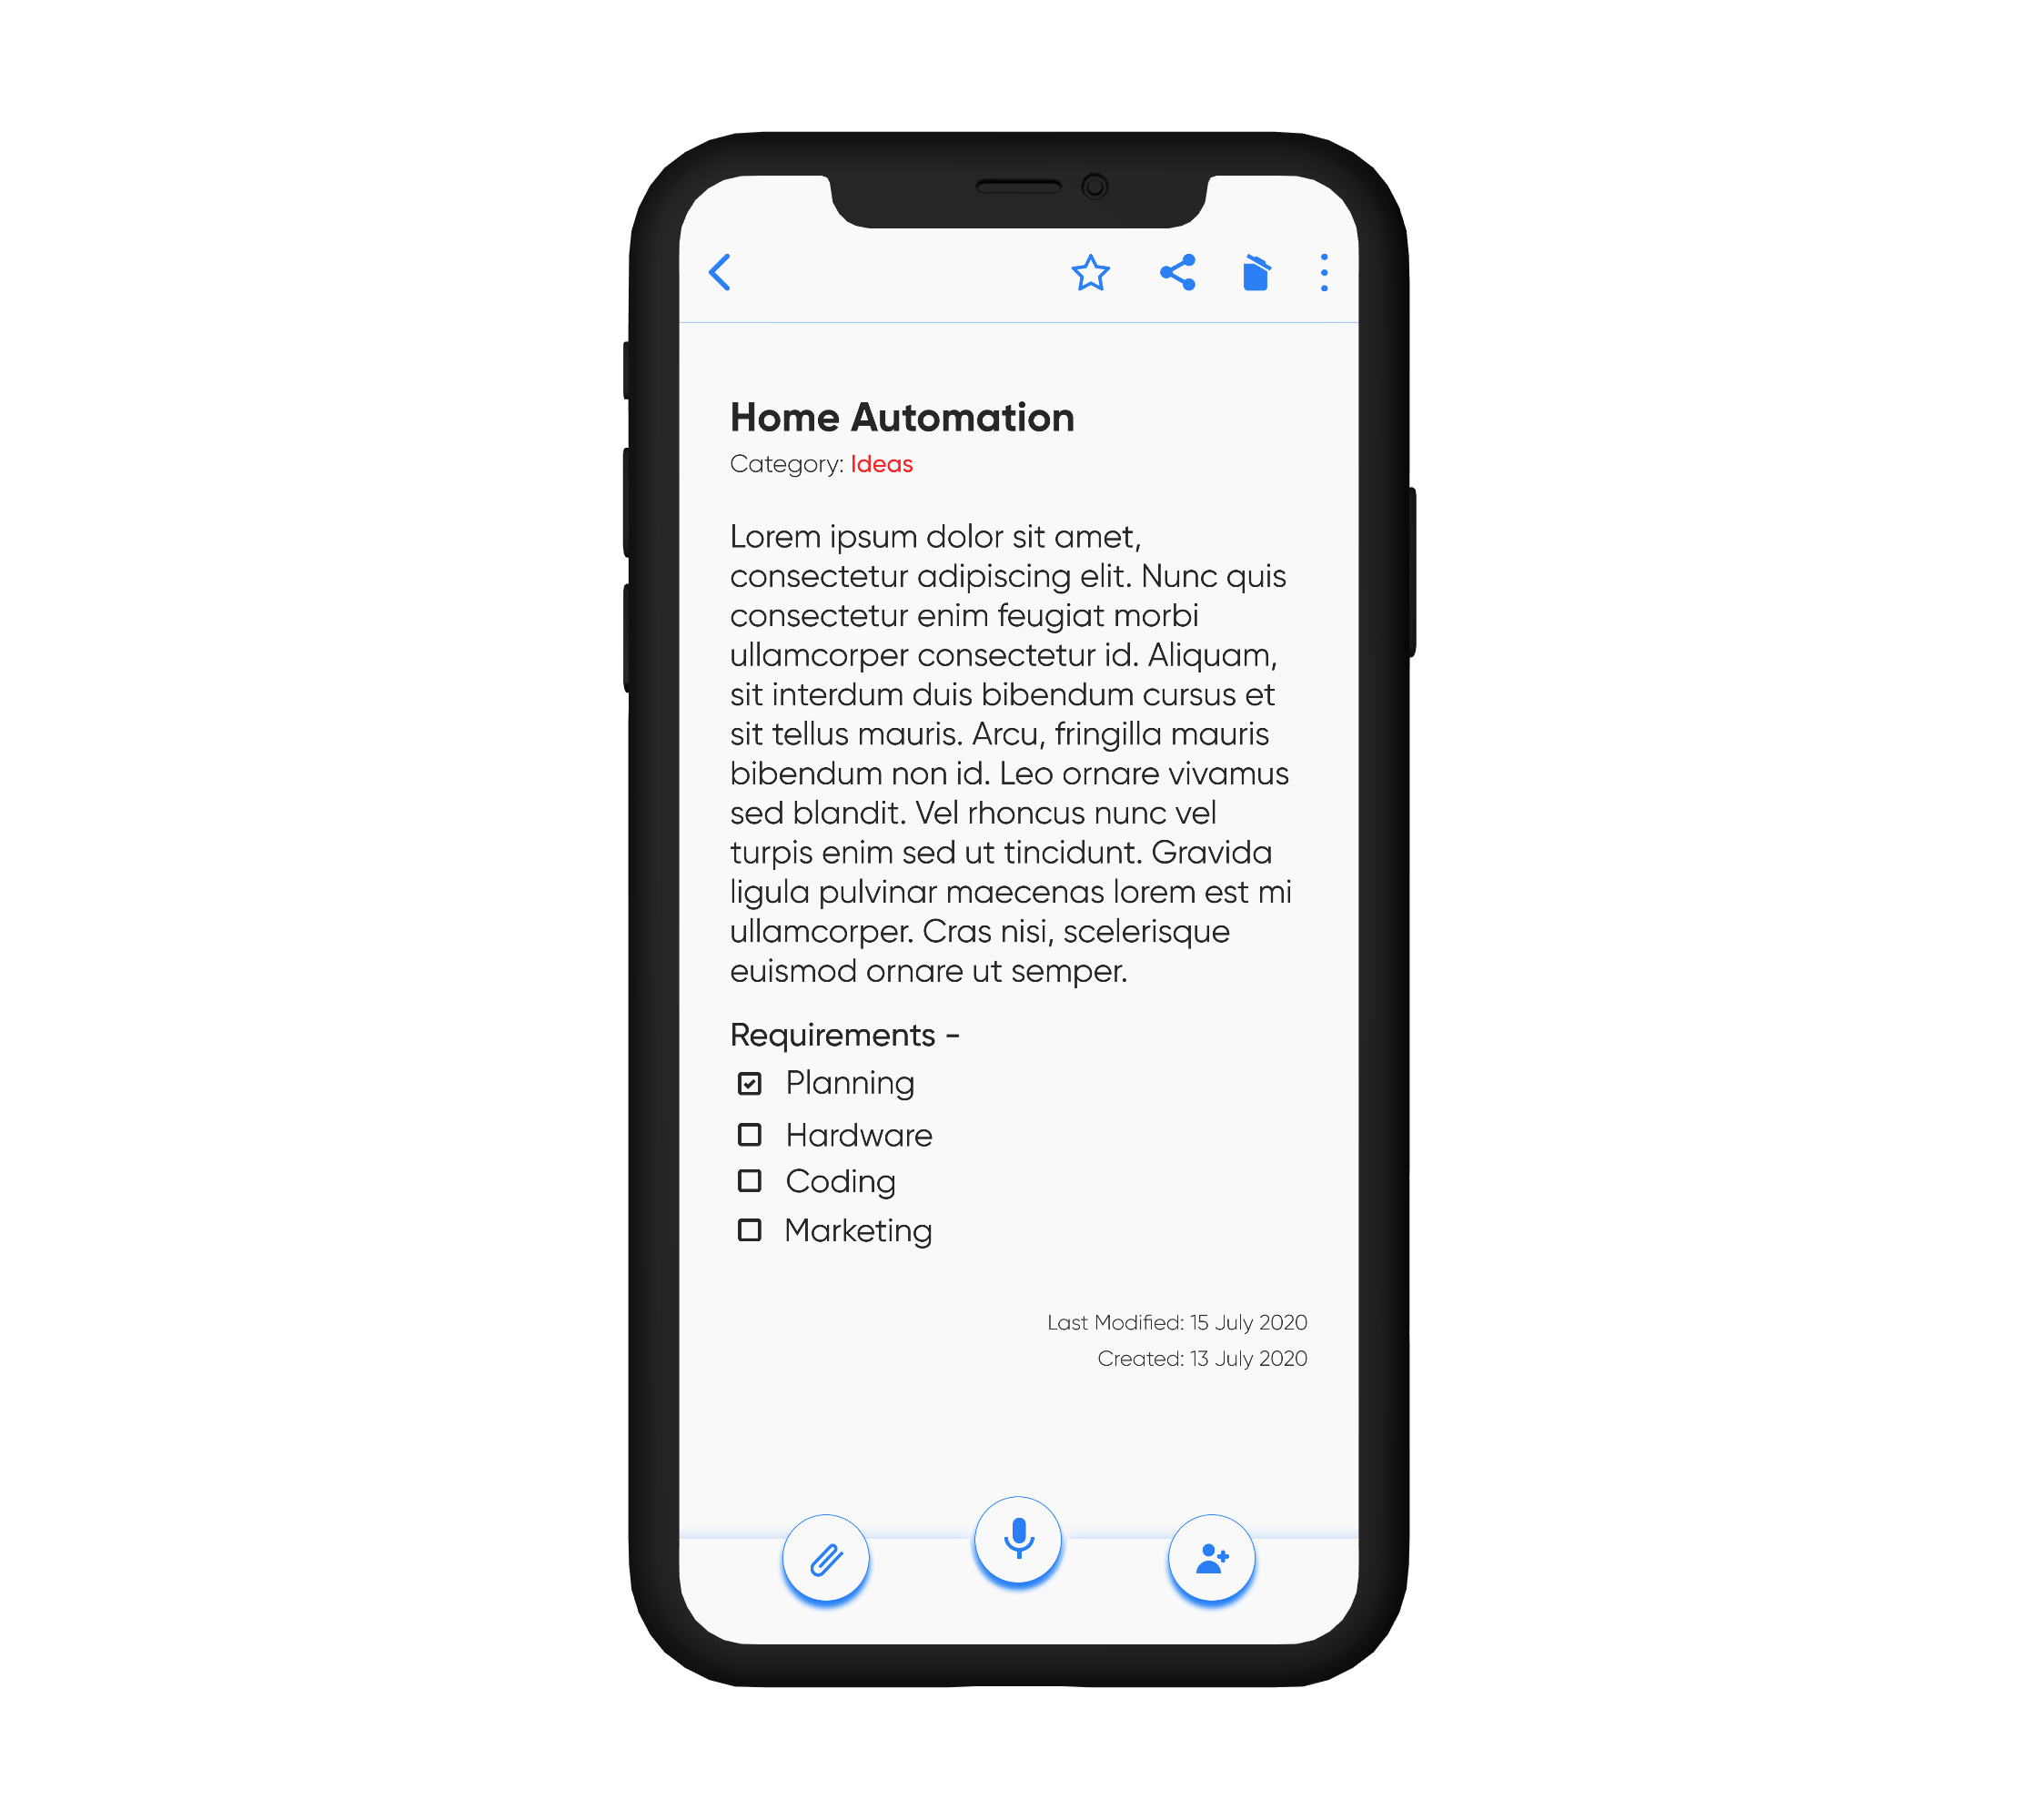 Home Automation
Category: Ideas
Lorem ipsum dolor sit amet,
consectetur adipiscing elit. Nunc quis
consectetur enim feugiat morbi
ullamcorper consectetur id. Aliquam,
sit interdum duis bibendum cursus et
sit tellus mauris. Arcu, fringilla mauris
bibendum non id. Leo ornare vivamus
sed blandit. Vel rhoncus nunc vel
turpis enim sed ut tincidunt. Gravida
ligula pulvinar maecenas lorem est mi
ullamcorper. Cras nisi, scelerisque
euismod ornare ut semper.
Requirements -
Planning
Hardware
Coding
Marketing
Last Modified: 15 July 2020
Created: 13 July 2020